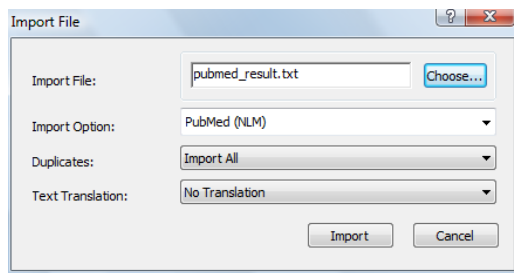 Import File
Import File: pubmed_result.txt Choose...
Import Option: PubMed (NLM)
Duplicates: Import All
Text Translation: No Translation
Import Cancel